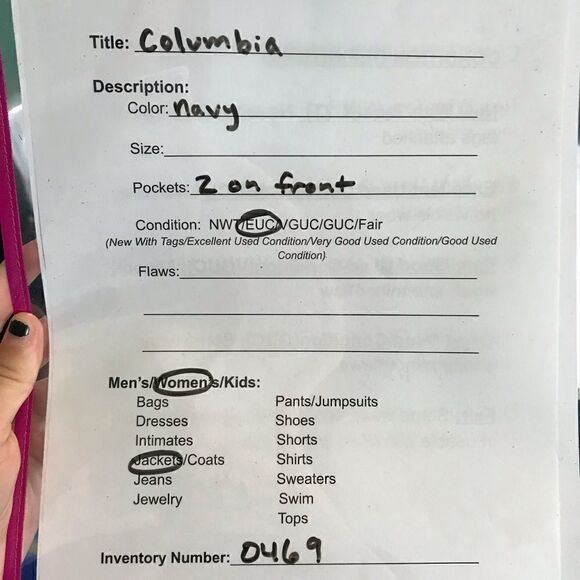 Title: Columbia
Description:
Color: Navy
Size:
Pockets: 2 on front
Condition: NWT/EUC/VGUC/GUC/Fair
(New With Tags/Excellent Used Condition/Very Good Used Condition/Good Used
Condition)
Flaws:
Men's/Women's/Kids:
Bags Pants/Jumpsuits
Dresses Shoes
Intimates Shorts
Jackets/Coats Shirts
Jeans Sweaters
Jewelry Swim
Tops
Inventory Number: 0469